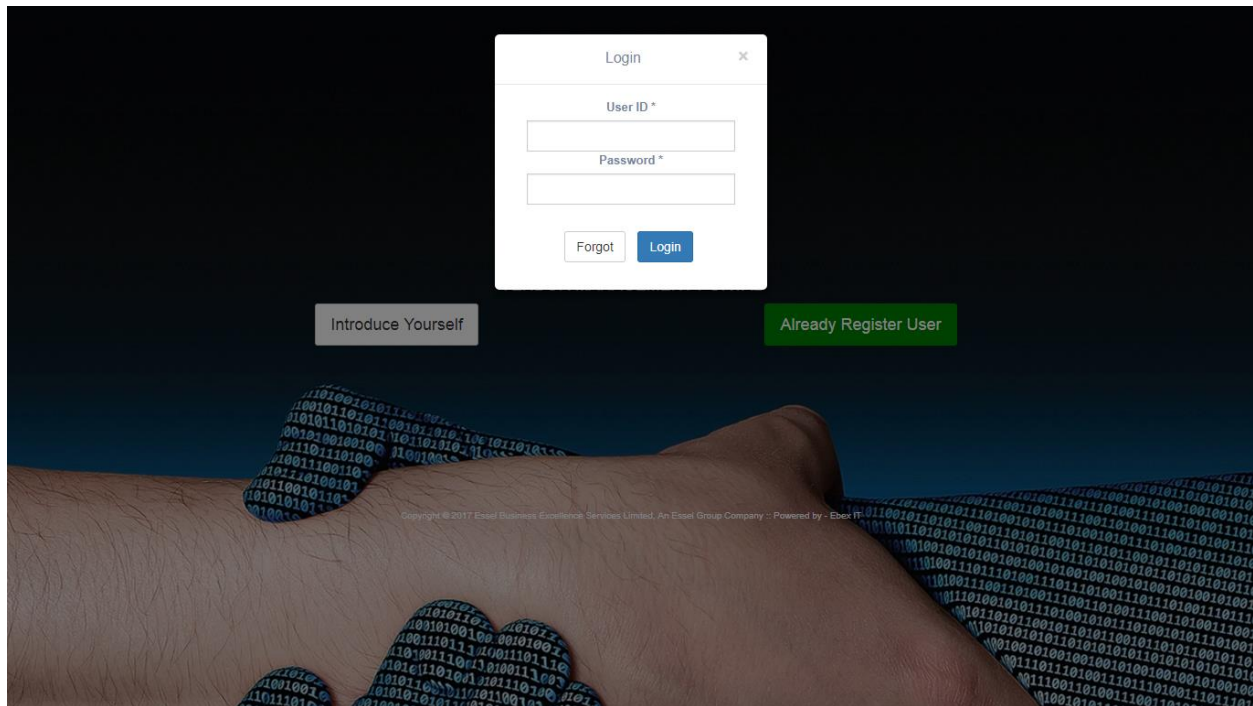 Login ×
User ID *
Password *
Forgot Login
Introduce Yourself Already Register User
Copyright © 2017 Essel Business Excellence Services Limited, An Essel Group Company :: Powered by - Ebex IT